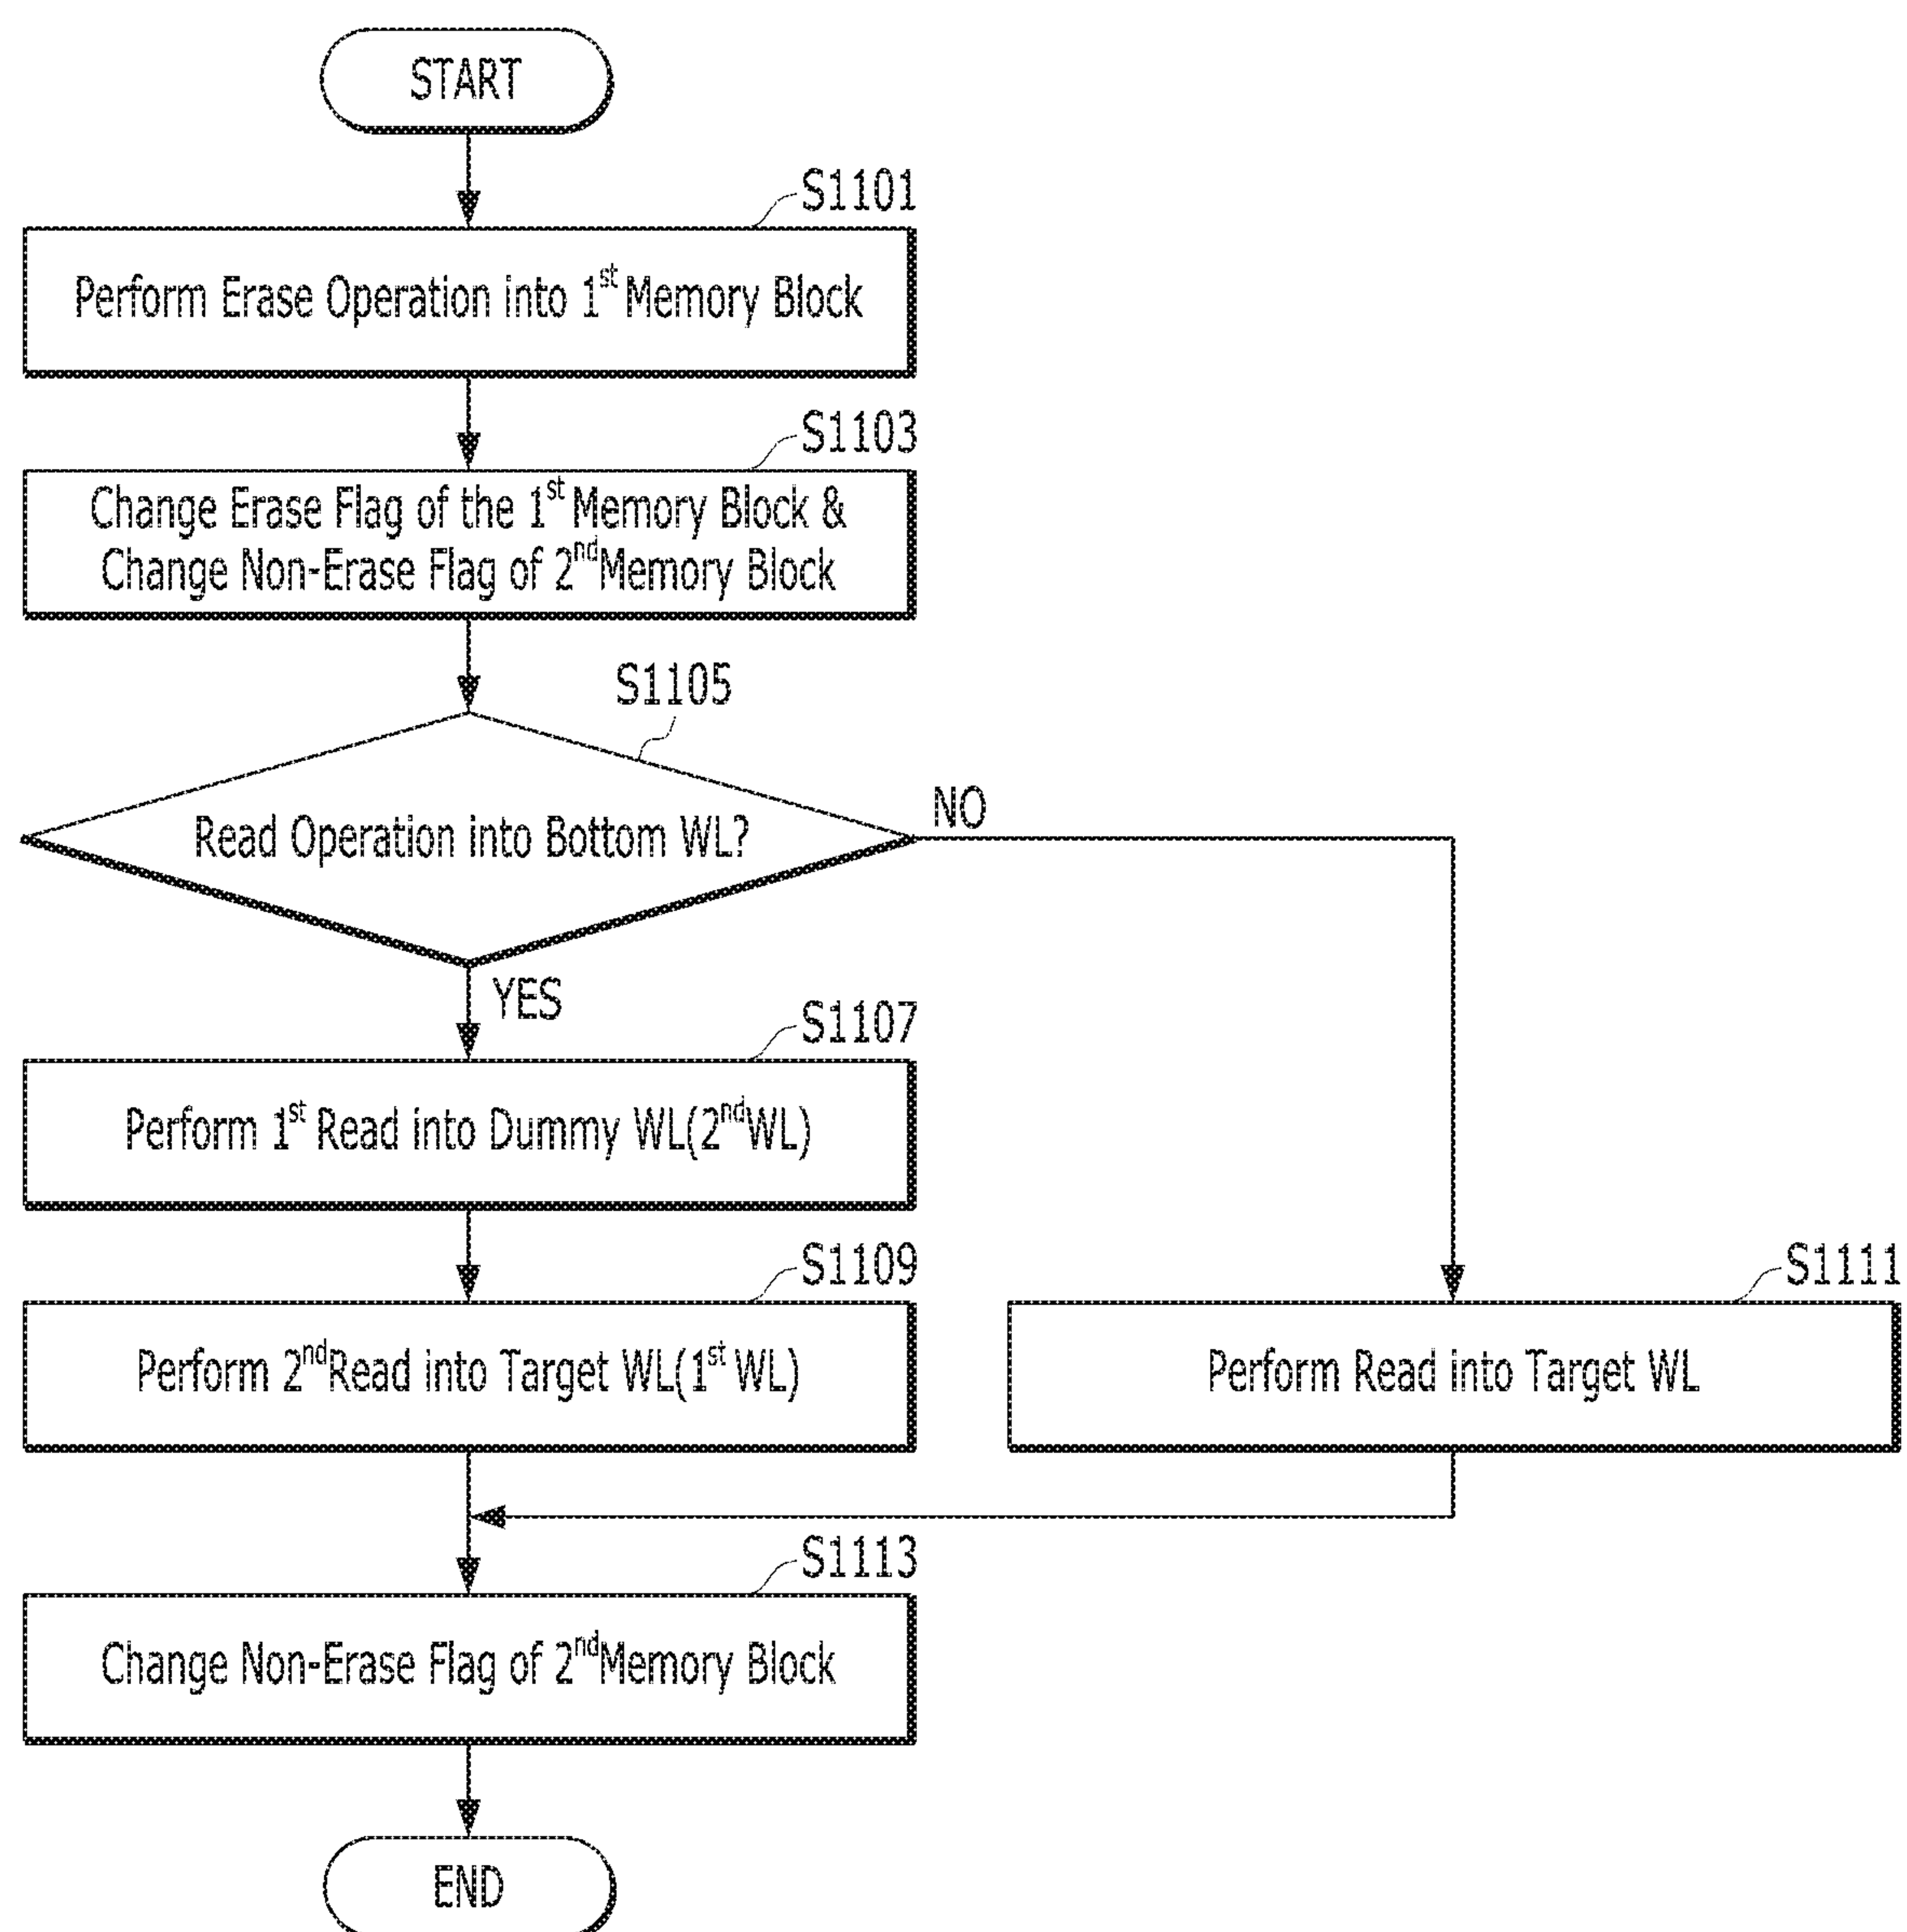 START
S1101
Perform Erase Operation into 1st Memory Block
S1103
Change Erase Flag of the 1st Memory Block &
Change Non-Erase Flag of 2nd Memory Block
S1105
Read Operation into Bottom WL?
NO
YES
S1107
Perform 1st Read into Dummy WL(2nd WL)
S1109
Perform 2nd Read into Target WL(1st WL)
S1111
Perform Read into Target WL
S1113
Change Non-Erase Flag of 2nd Memory Block
END